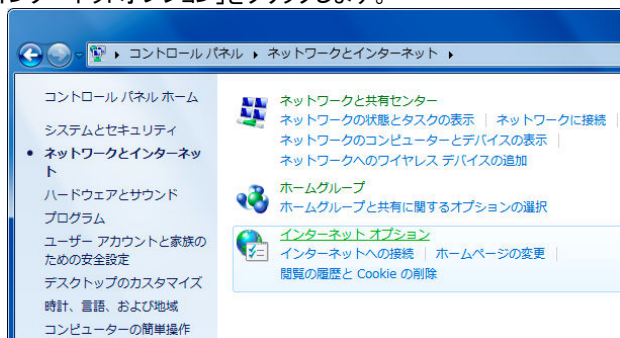 インターネットオプション」をクリックします。
コントロール パネル ▸ ネットワークとインターネット ▸
コントロール パネル ホーム
システムとセキュリティ
• ネットワークとインターネッ
ト
ハードウェアとサウンド
プログラム
ユーザー アカウントと家族の
ための安全設定
デスクトップのカスタマイズ
時計、言語、および地域
コンピューターの簡単操作
ネットワークと共有センター
ネットワークの状態とタスクの表示 | ネットワークに接続
ネットワークのコンピューターとデバイスの表示
ネットワークへのワイヤレス デバイスの追加
ホームグループ
ホームグループと共有に関するオプションの選択
インターネット オプション
インターネットへの接続 | ホームページの変更
閲覧の履歴と Cookie の削除